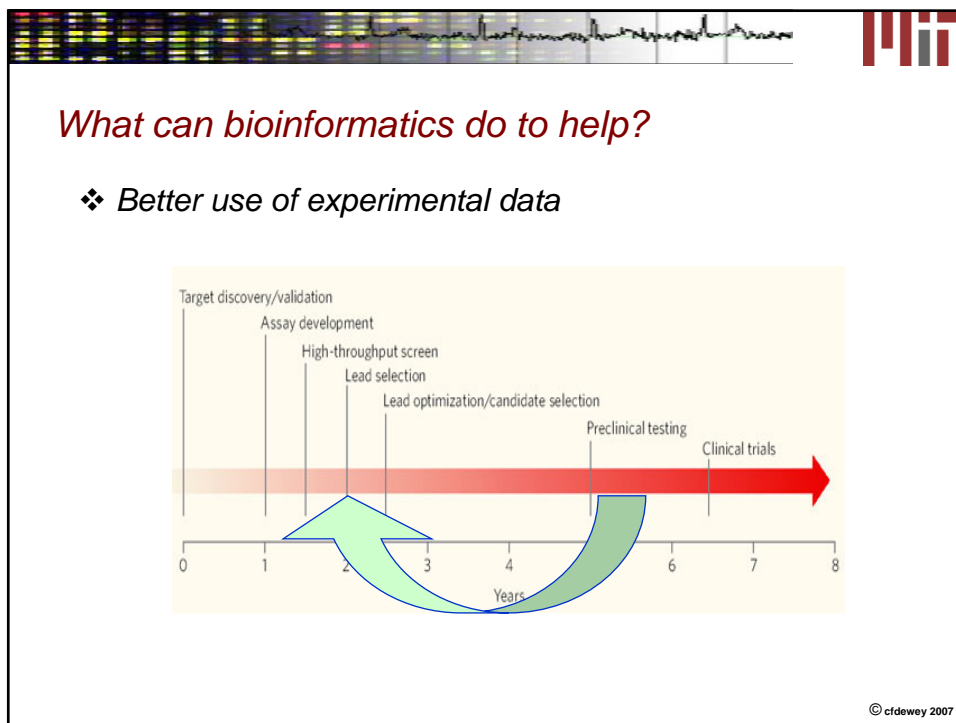 MiT
What can bioinformatics do to help?
❖ Better use of experimental data
Target discovery/validation
Assay development
High-throughput screen
Lead selection
Lead optimization/candidate selection
Preclinical testing
Clinical trials
0 1 2 3 4 6 7 8
Years
© cfdewey 2007